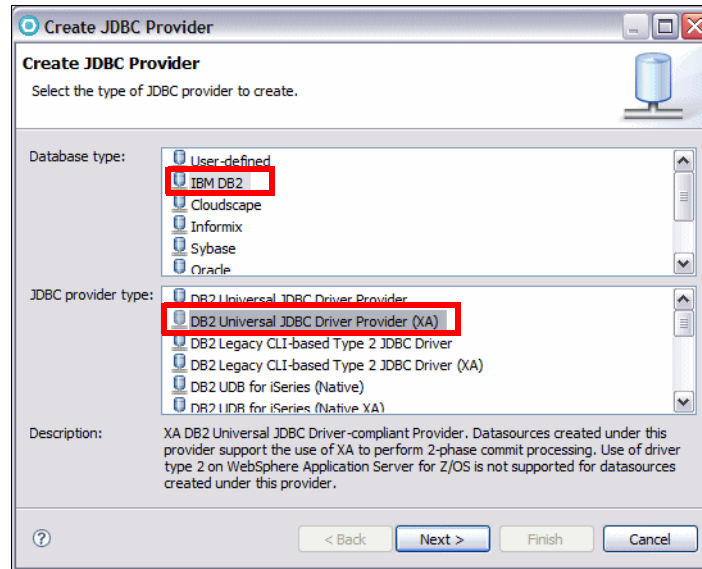 Create JDBC Provider
Create JDBC Provider
Select the type of JDBC provider to create.
Database type:
User-defined
IBM DB2
Cloudscape
Informix
Sybase
Oracle
JDBC provider type:
DB2 Universal JDBC Driver Provider
DB2 Universal JDBC Driver Provider (XA)
DB2 Legacy CLI-based Type 2 JDBC Driver
DB2 Legacy CLI-based Type 2 JDBC Driver (XA)
DB2 UDB for iSeries (Native)
DB2 UDB for iSeries (Native XA)
Description:
XA DB2 Universal JDBC Driver-compliant Provider. Datasources created under this
provider support the use of XA to perform 2-phase commit processing. Use of driver
type 2 on WebSphere Application Server for Z/OS is not supported for datasources
created under this provider.
?
< Back Next > Finish Cancel